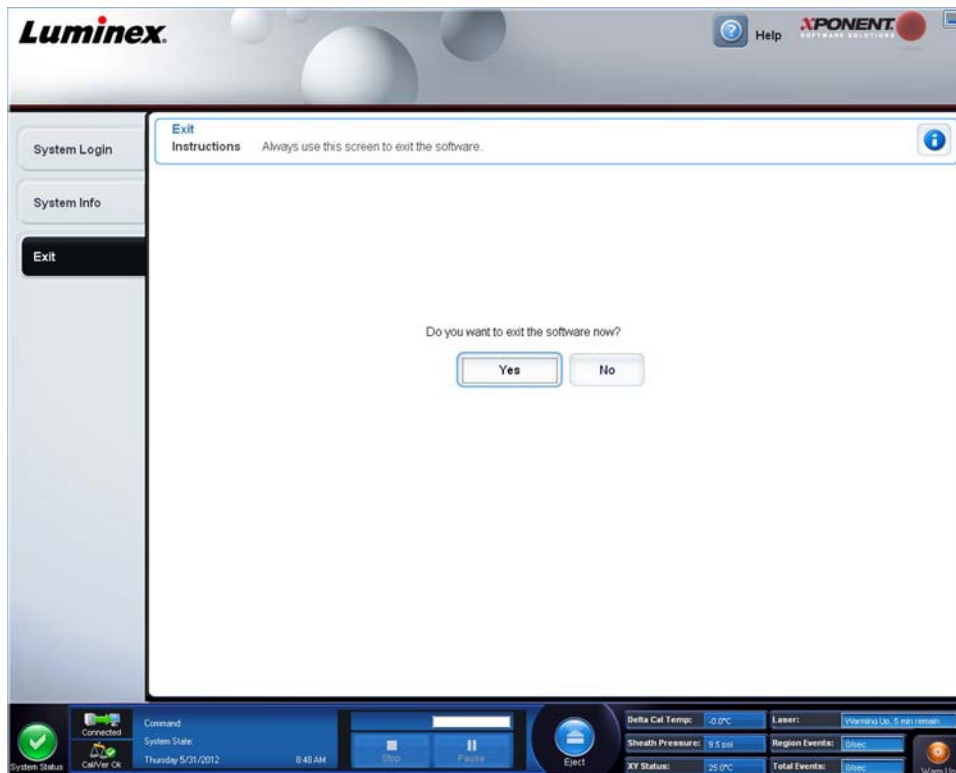 Luminex.
Help
XPONENT.
SOFTWARE SOLUTIONS
System Login
System Info
Exit
Exit
Instructions Always use this screen to exit the software.
Do you want to exit the software now?
Yes No
System Status
Connected
Cal/Ver Ok
Command:
System State:
Thursday 5/31/2012 8:48 AM
Stop Pause
Eject
Delta Cal Temp: -0.0°C
Sheath Pressure: 9.5 psi
XY Status: 25.0°C
Laser: Warming Up, 5 min remain
Region Events: 0/sec
Total Events: 0/sec
Warm Up